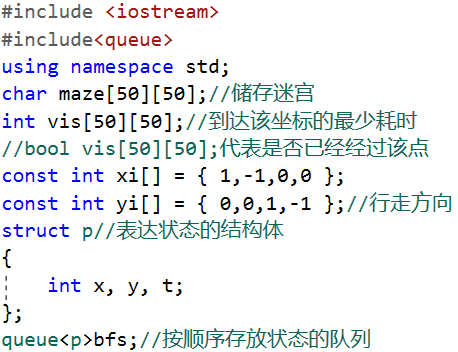 #include <iostream>
#include<queue>
using namespace std;
char maze[50][50];//储存迷宫
int vis[50][50];//到达该坐标的最少耗时
//bool vis[50][50];代表是否已经经过该点
const int xi[] = { 1,-1,0,0 };
const int yi[] = { 0,0,1,-1 };//行走方向
struct p//表达状态的结构体
{
    int x, y, t;
};
queue<p>bfs;//按顺序存放状态的队列